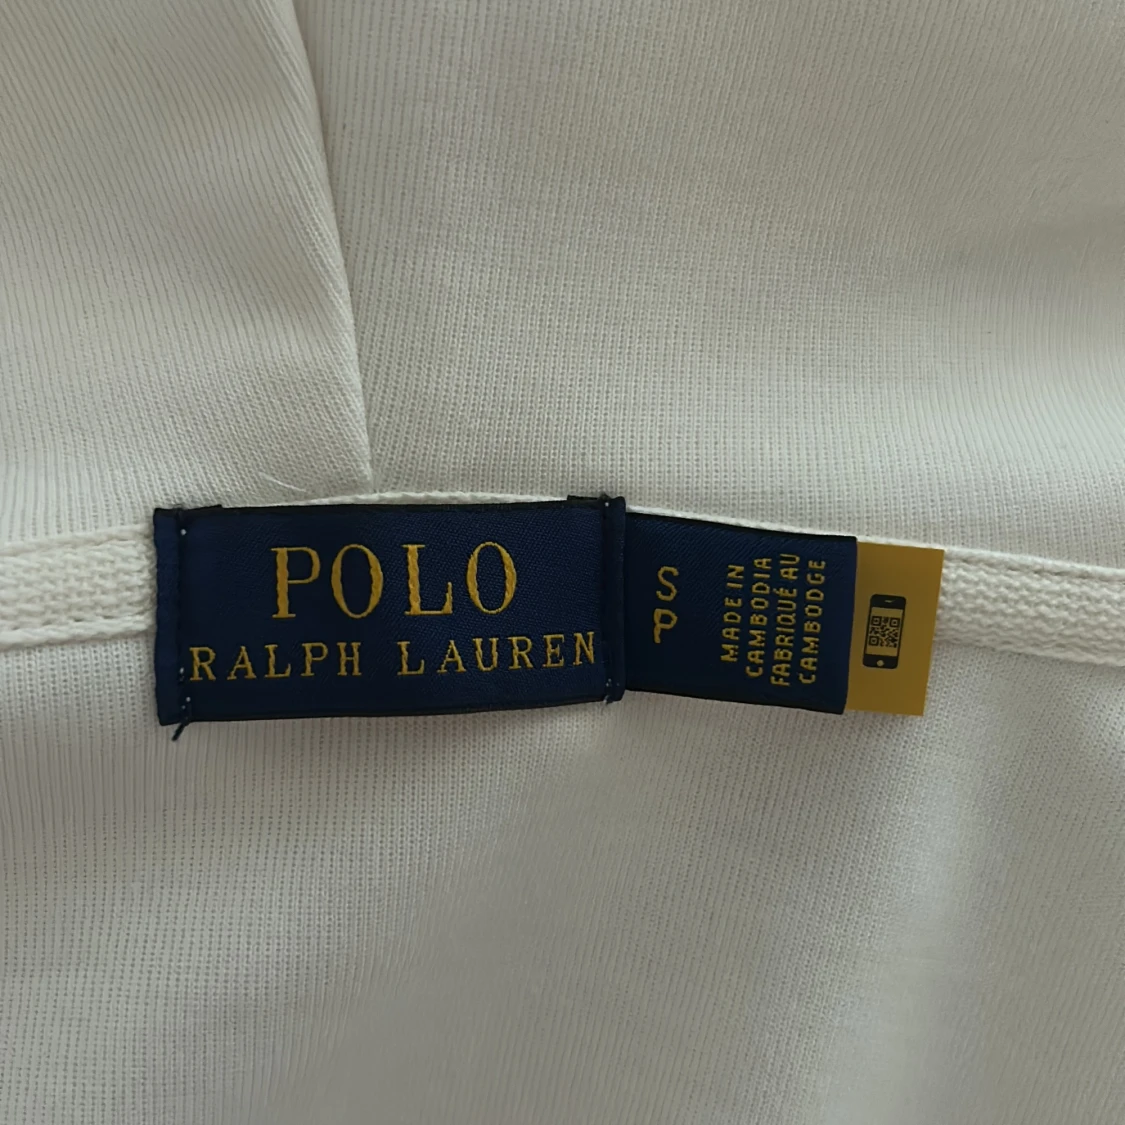 POLO
RALPH LAUREN
S
P
MADE IN
CAMBODIA
FABRIQUÉ AU
CAMBODGE